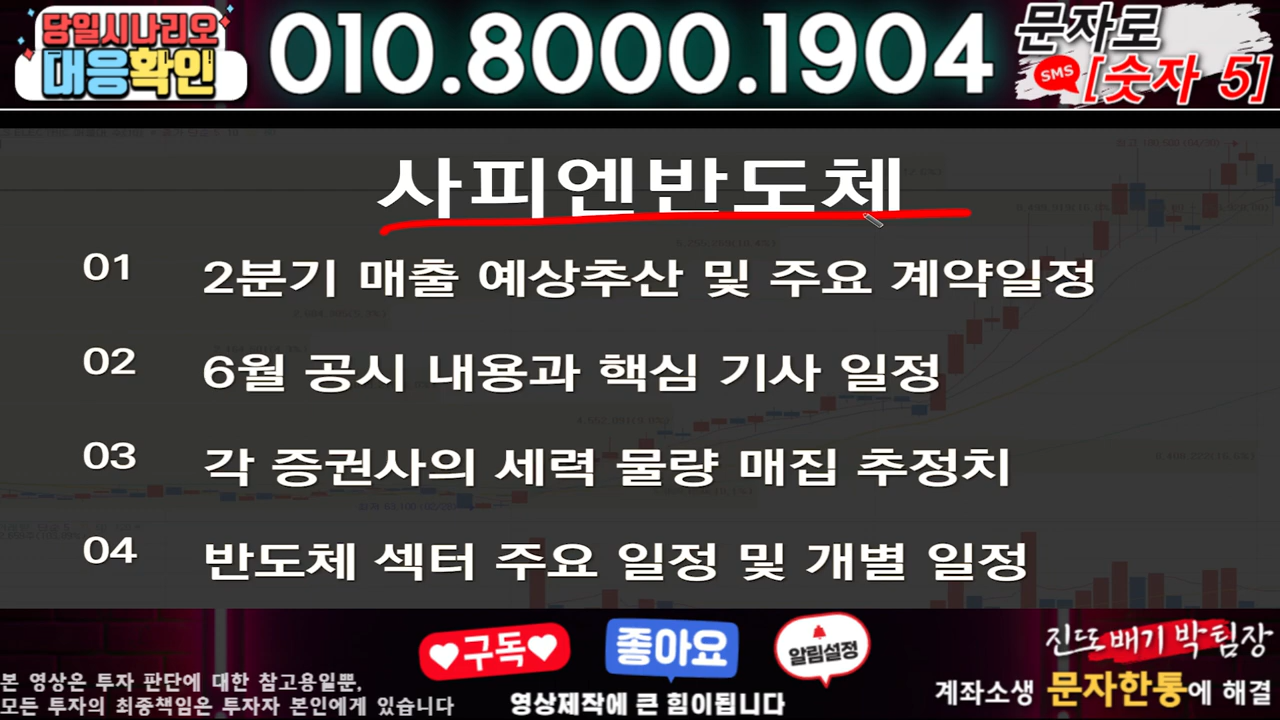 당일시나리오
대응확인
010.8000.1904
문자로
SMS [숫자 5]
사피엔반도체
01 2분기 매출 예상추산 및 주요 계약일정
02 6월 공시 내용과 핵심 기사 일정
03 각 증권사의 세력 물량 매집 추정치
04 반도체 섹터 주요 일정 및 개별 일정
구독
좋아요
알림설정
영상제작에 큰 힘이됩니다
본 영상은 투자 판단에 대한 참고용일뿐,
모든 투자의 최종책임은 투자자 본인에게 있습니다
진또배기 박팀장
계좌소생 문자한통에 해결